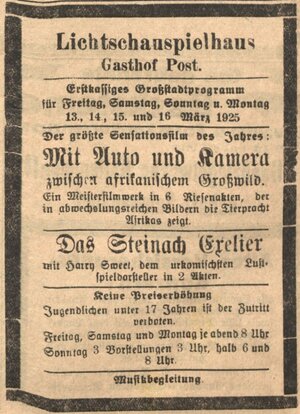 Lichtschauspielhaus
Gasthof Post.
Erstklassiges Großstadtprogramm
für Freitag, Samstag, Sonntag u. Montag
13., 14., 15. und 16 März 1925
Der größte Sensationsfilm des Jahres:
Mit Auto und Kamera
zwischen afrikanischem Großwild.
Ein Meisterfilmwerk in 6 Riesenakten, der
in abwechslungsreichen Bildern die Tierpracht
Afrikas zeigt.
Das Steinach Exelier
mit Harry Sweet, dem urkomischsten Lust-
spieldarsteller in 2 Akten.
Keine Preiserhöhung
Jugendlichen unter 17 Jahren ist der Zutritt
verboten.
Freitag, Samstag und Montag je abend 8 Uhr
Sonntag 3 Vorstellungen 3 Uhr, halb 6 und
8 Uhr.
Musikbegleitung.